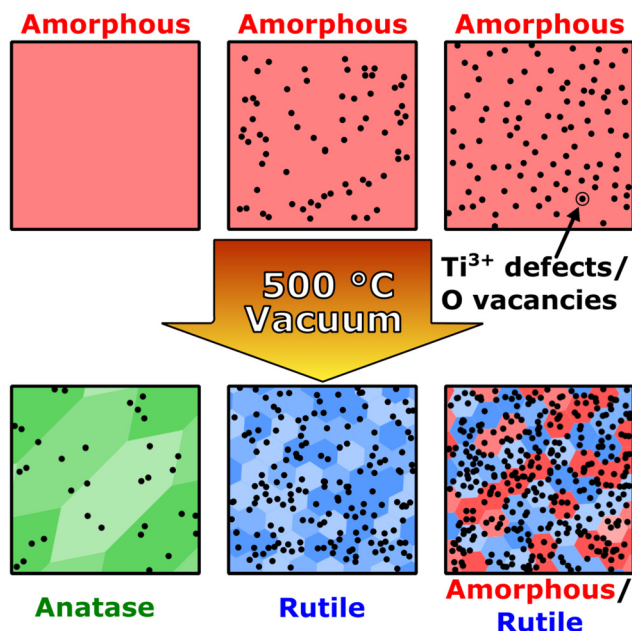 Amorphous Amorphous Amorphous
Ti³⁺ defects/
O vacancies
500 °C
Vacuum
Anatase
Rutile
Amorphous/
Rutile